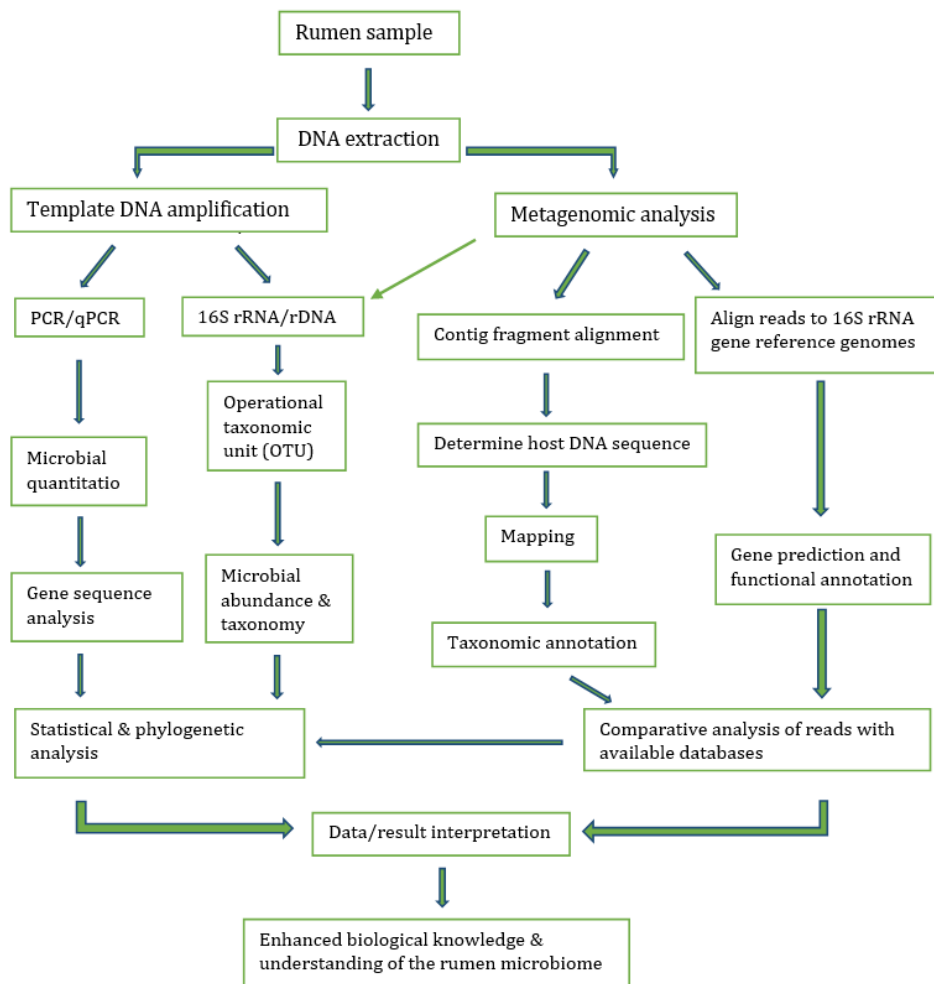 Rumen sample
DNA extraction
Template DNA amplification
Metagenomic analysis
PCR/qPCR
16S rRNA/rDNA
Contig fragment alignment
Align reads to 16S rRNA
gene reference genomes
Operational
taxonomic
unit (OTU)
Determine host DNA sequence
Microbial
quantitatio
Mapping
Gene prediction and
functional annotation
Gene sequence
analysis
Microbial
abundance &
taxonomy
Taxonomic annotation
Statistical & phylogenetic
analysis
Comparative analysis of reads with
available databases
Data/result interpretation
Enhanced biological knowledge &
understanding of the rumen microbiome